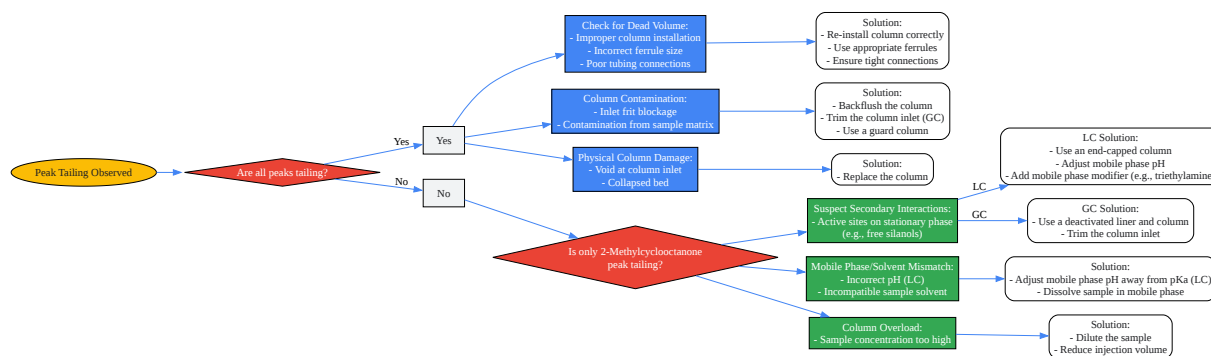 Peak Tailing Observed
Are all peaks tailing?
Yes
Yes
No
No
Check for Dead Volume:
- Improper column installation
- Incorrect ferrule size
- Poor tubing connections
Solution:
- Re-install column correctly
- Use appropriate ferrules
- Ensure tight connections
Column Contamination:
- Inlet frit blockage
- Contamination from sample matrix
Solution:
- Backflush the column
- Trim the column inlet (GC)
- Use a guard column
Physical Column Damage:
- Void at column inlet
- Collapsed bed
Solution:
- Replace the column
Is only 2-Methylcyclooctanone
peak tailing?
Suspect Secondary Interactions:
- Active sites on stationary phase
(e.g., free silanols)
LC
LC Solution:
- Use an end-capped column
- Adjust mobile phase pH
- Add mobile phase modifier (e.g., triethylamine)
GC
GC Solution:
- Use a deactivated liner and column
- Trim the column inlet
Mobile Phase/Solvent Mismatch:
- Incorrect pH (LC)
- Incompatible sample solvent
Solution:
- Adjust mobile phase pH away from pKa (LC)
- Dissolve sample in mobile phase
Column Overload:
- Sample concentration too high
Solution:
- Dilute the sample
- Reduce injection volume